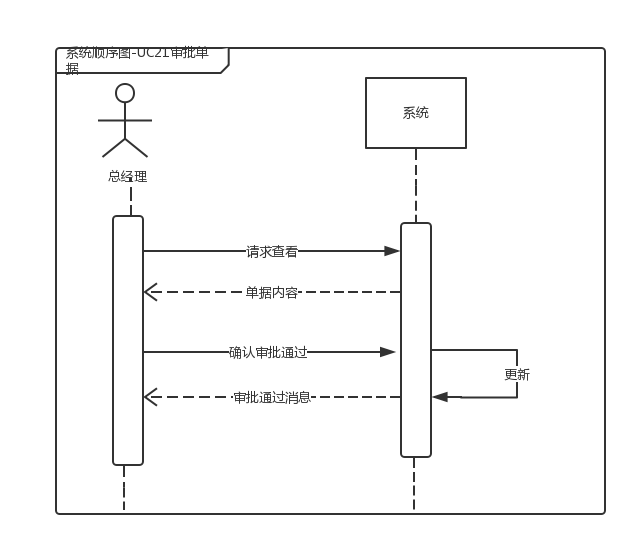 系统顺序图-UC21审批单
据
总经理
系统
请求查看
单据内容
确认审批通过
更新
审批通过消息